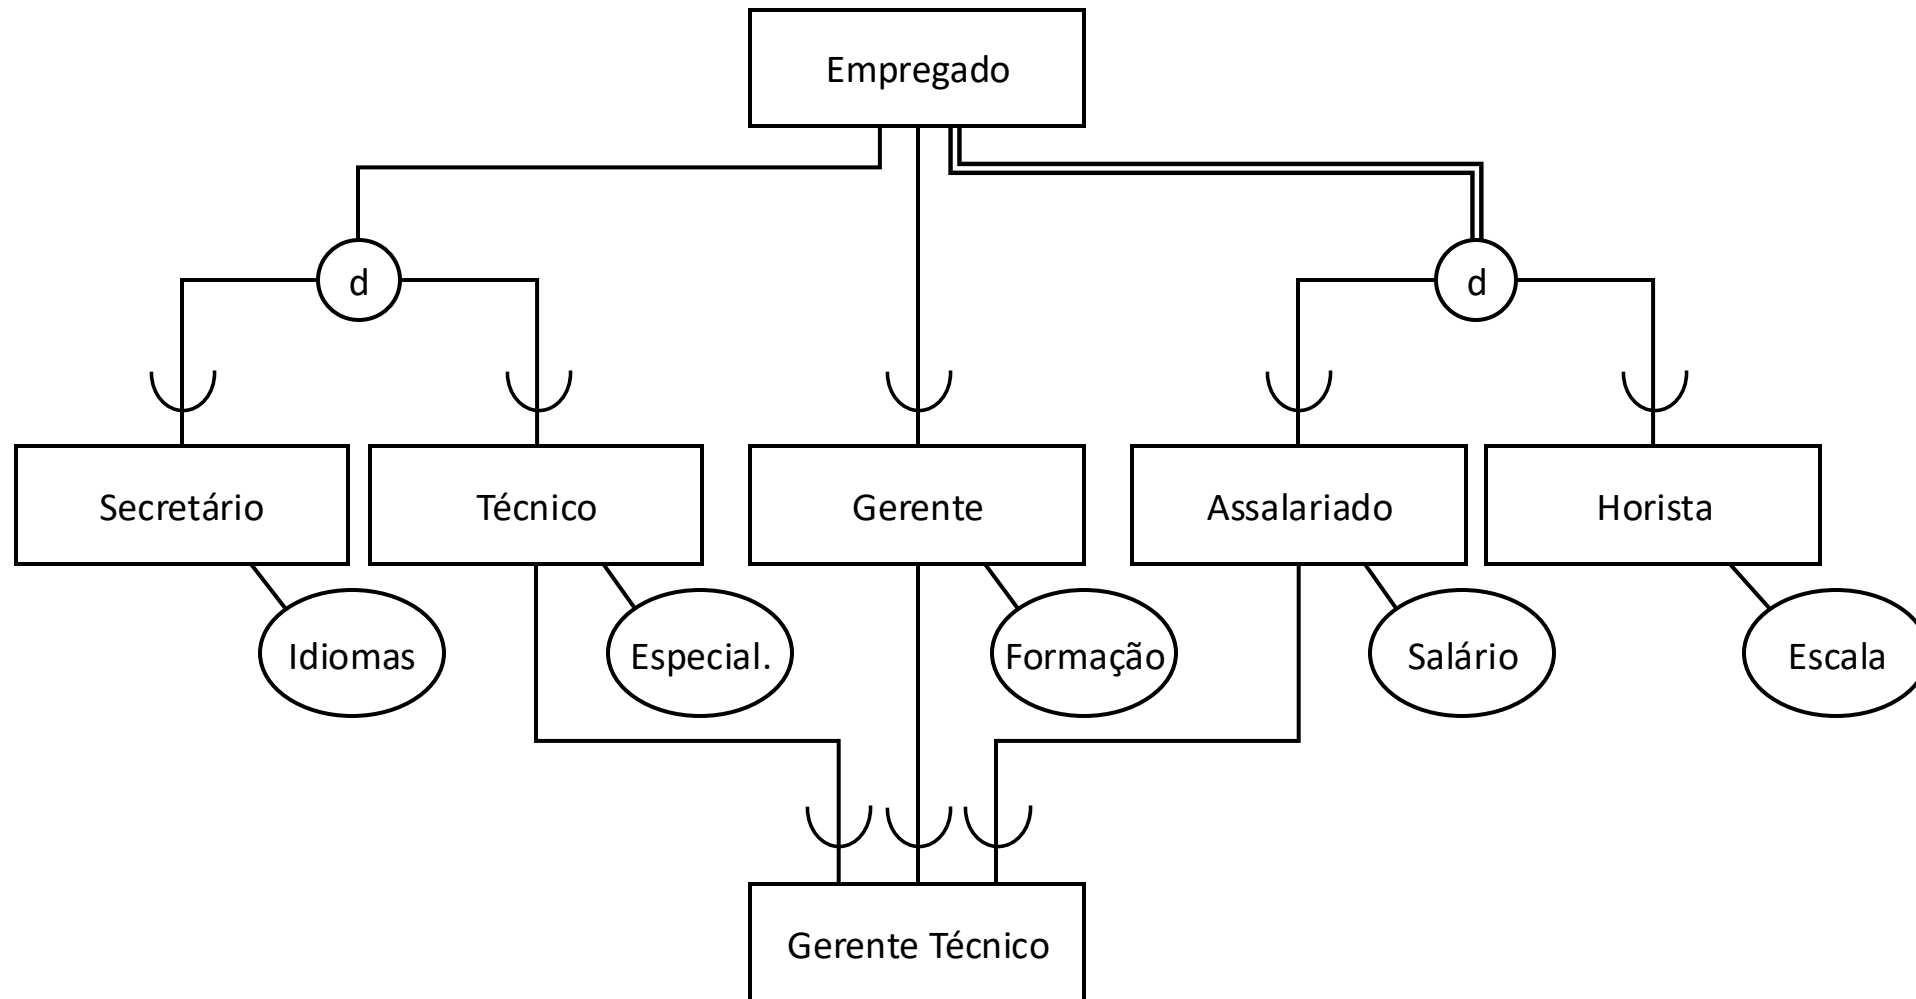 Empregado
d
d
Secretário
Técnico
Gerente
Assalariado
Horista
Idiomas
Especial.
Formação
Salário
Escala
Gerente Técnico